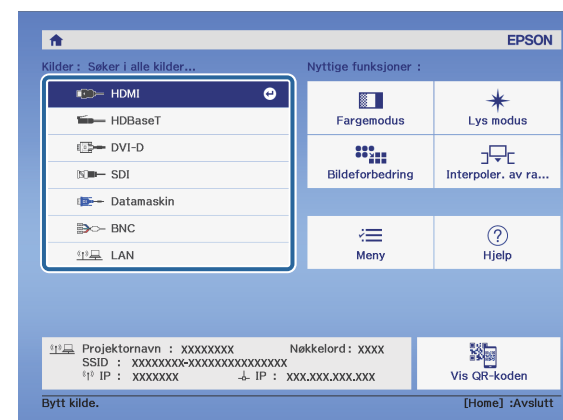 EPSON
Kilder : Søker i alle kilder...
Nyttige funksjoner :
HDMI
HDBaseT
DVI-D
SDI
Datamaskin
BNC
LAN
Fargemodus
Lys modus
Bildeforbedring
Interpoler. av ra...
Meny
Hjelp
Projektornavn : XXXXXXXX Nøkkelord : XXXX
SSID : XXXXXXXX-XXXXXXXXXXXXXX
IP : XXXXXXX IP : XXX.XXX.XXX.XXX
Vis QR-koden
Bytt kilde.
[Home] :Avslutt